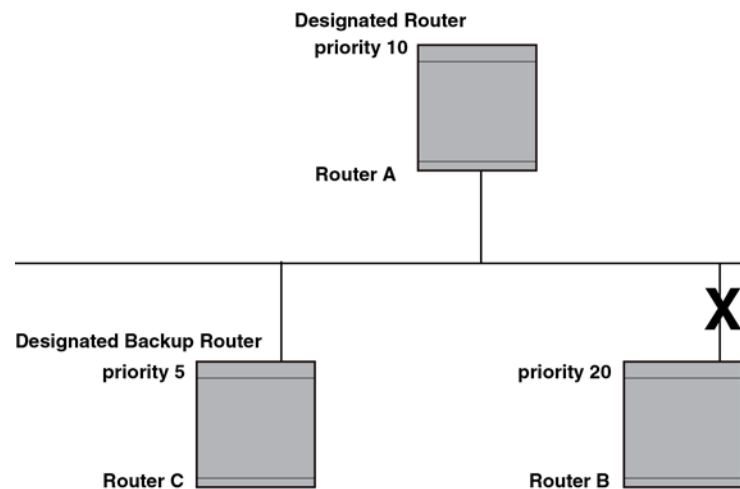 Designated Router
priority 10
Router A
X
Designated Backup Router
priority 5
priority 20
Router C
Router B